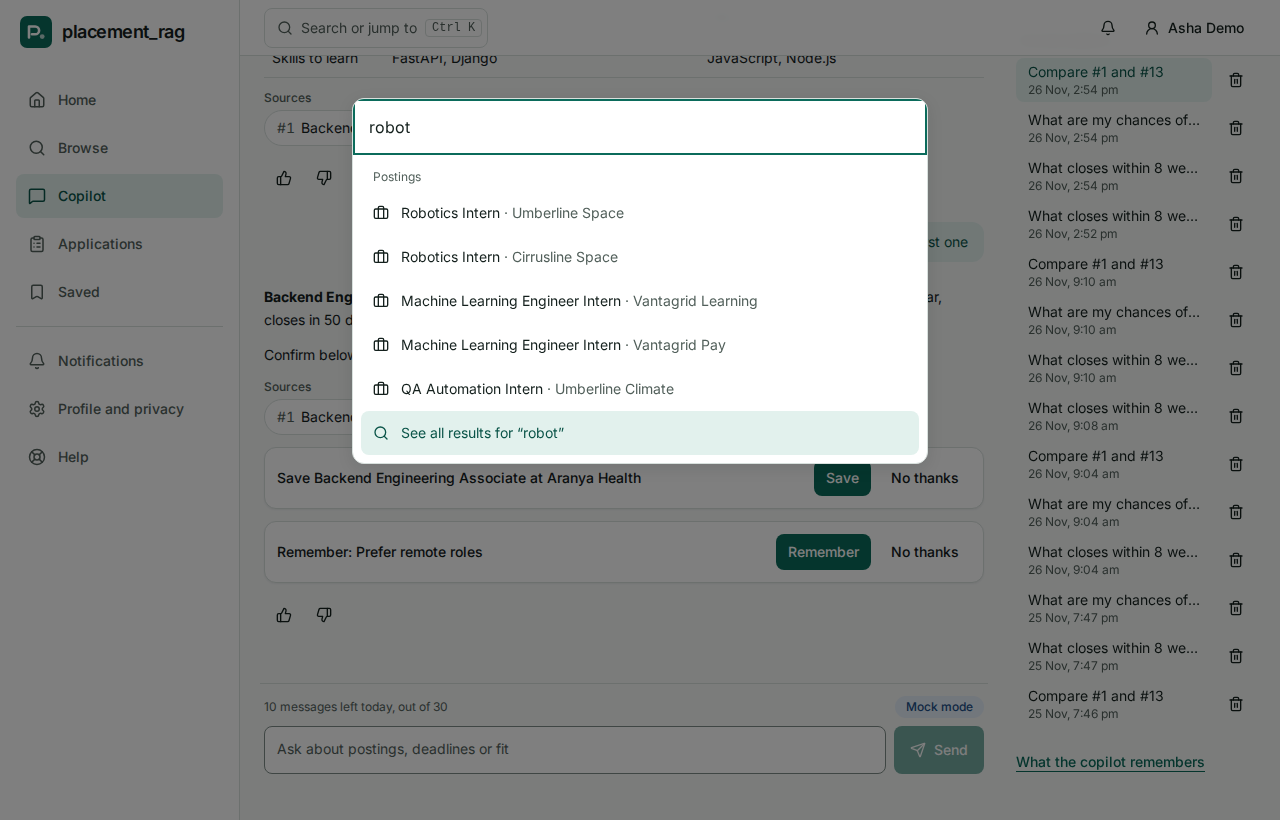 placement_rag
Search or jump to Ctrl K
Asha Demo
Home
Browse
Copilot
Applications
Saved
Notifications
Profile and privacy
Help
Skills to learn FastAPI, Django JavaScript, Node.js
Sources
#1 Backen
st one
Backend Eng
ar,
closes in 50 d
Confirm below
Sources
#1 Backen
robot
Postings
Robotics Intern · Umberline Space
Robotics Intern · Cirrusline Space
Machine Learning Engineer Intern · Vantagrid Learning
Machine Learning Engineer Intern · Vantagrid Pay
QA Automation Intern · Umberline Climate
See all results for “robot”
Save Backend Engineering Associate at Aranya Health Save No thanks
Remember: Prefer remote roles Remember No thanks
10 messages left today, out of 30 Mock mode
Ask about postings, deadlines or fit Send
Compare #1 and #13
26 Nov, 2:54 pm
What are my chances of...
26 Nov, 2:54 pm
What closes within 8 we...
26 Nov, 2:54 pm
What closes within 8 we...
26 Nov, 2:52 pm
Compare #1 and #13
26 Nov, 9:10 am
What are my chances of...
26 Nov, 9:10 am
What closes within 8 we...
26 Nov, 9:10 am
What closes within 8 we...
26 Nov, 9:08 am
Compare #1 and #13
26 Nov, 9:04 am
What are my chances of...
26 Nov, 9:04 am
What closes within 8 we...
26 Nov, 9:04 am
What are my chances of...
25 Nov, 7:47 pm
What closes within 8 we...
25 Nov, 7:47 pm
Compare #1 and #13
25 Nov, 7:46 pm
What the copilot remembers